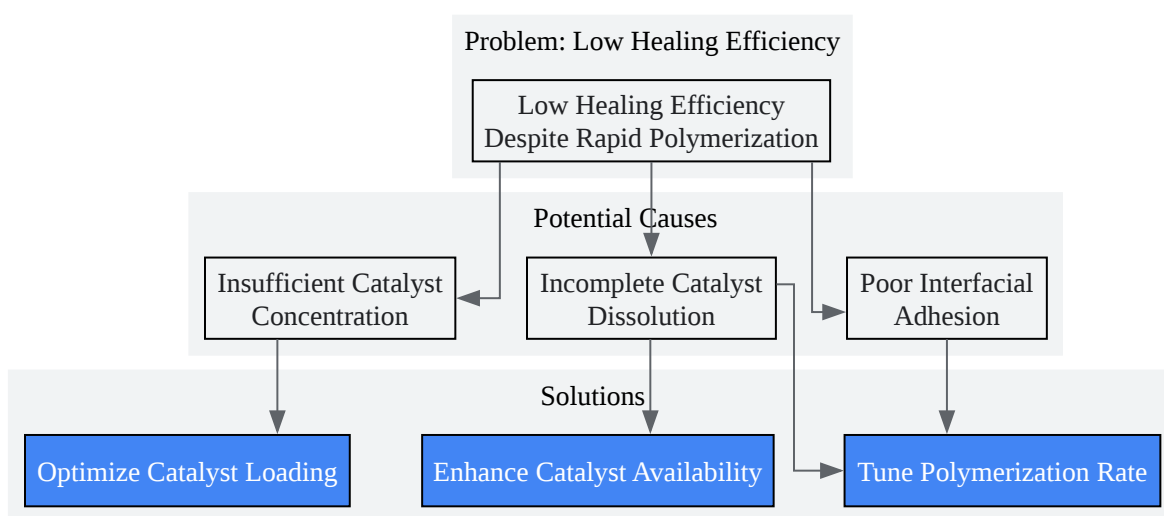 Problem: Low Healing Efficiency
Low Healing Efficiency
Despite Rapid Polymerization
Potential Causes
Insufficient Catalyst
Concentration
Incomplete Catalyst
Dissolution
Poor Interfacial
Adhesion
Solutions
Optimize Catalyst Loading
Enhance Catalyst Availability
Tune Polymerization Rate